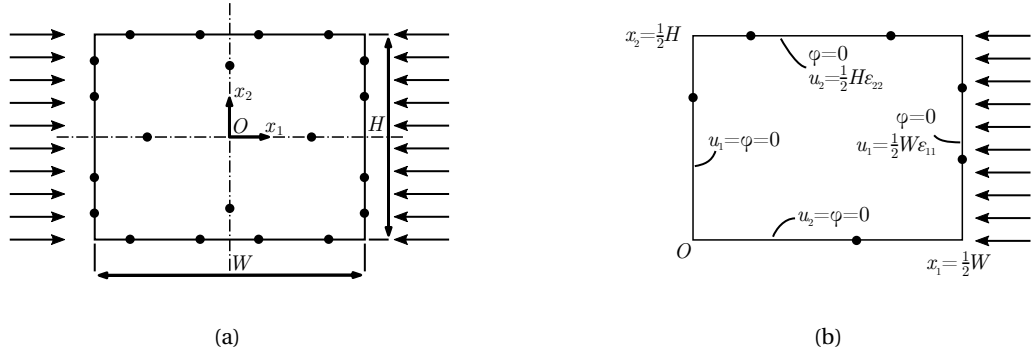 x₂
O
x₁
H
W
(a)
x₂=½H
φ=0
u₂=½Hε₂₂
φ=0
u₁=½Wε₁₁
u₁=φ=0
u₂=φ=0
O
x₁=½W
(b)